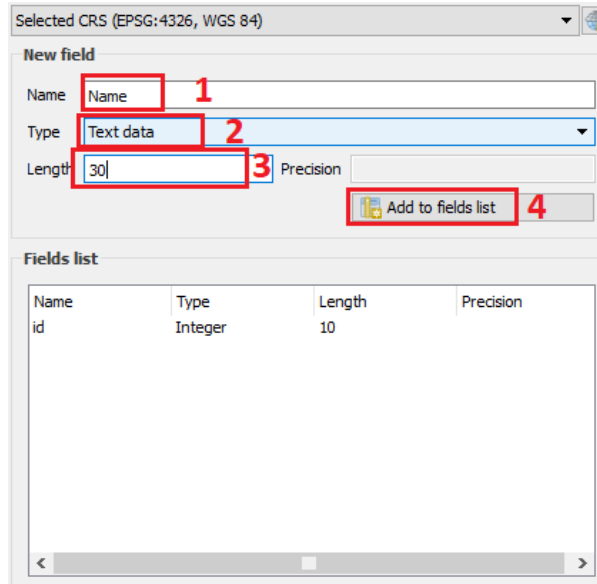 Selected CRS (EPSG:4326, WGS 84)
New field
Name Name 1
Type Text data 2
Length 30 3 Precision
Add to fields list 4
Fields list
Name Type Length Precision
id Integer 10